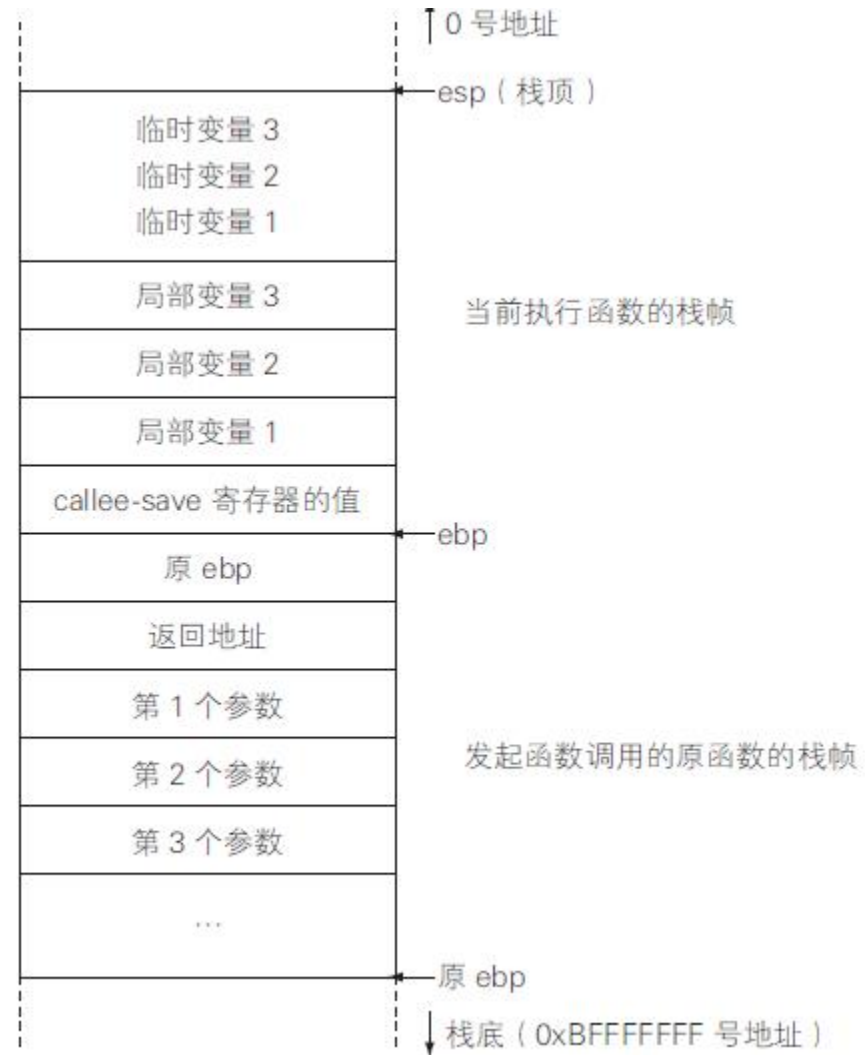 0 号地址
esp（栈顶）
临时变量 3
临时变量 2
临时变量 1
局部变量 3
当前执行函数的栈帧
局部变量 2
局部变量 1
callee-save 寄存器的值
ebp
原 ebp
返回地址
第 1 个参数
第 2 个参数
发起函数调用的原函数的栈帧
第 3 个参数
…
原 ebp
栈底（0xBFFFFFFF 号地址）